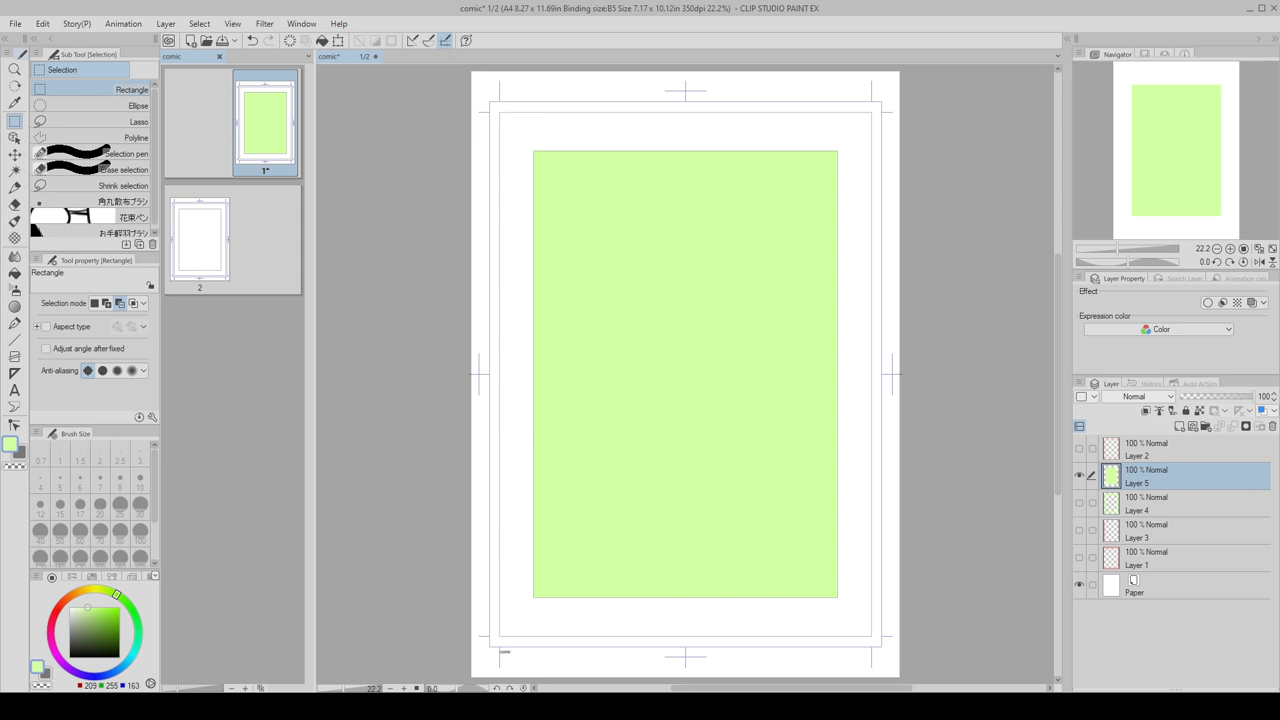 comic* 1/2 (A4 8.27 x 11.69in Binding size:B5 Size 7.17 x 10.12in 350dpi 22.2%) - CLIP STUDIO PAINT EX
File Edit Story(P) Animation Layer Select View Filter Window Help
Sub Tool [Selection]
Selection
Rectangle
Ellipse
Lasso
Polyline
Selection pen
Erase selection
Shrink selection
角丸散布ブラシ
花束ペン
お手軽羽ブラシ
Tool property [Rectangle]
Rectangle
Selection mode
Aspect type
Adjust angle after fixed
Anti-aliasing
Brush Size
0.7 1 1.5 2 2.5 3
4 5 6 7 8 10
12 15 17 20 25 30
40 50 60 70 80 100
209 255 163
comic
1*
2
comic* 1/2
22.2 0.0
Navigator
22.2
0.0
Layer Property Search Layer
Effect
Expression color
Color
Layer History Auto Action
Normal 100
100 % Normal
Layer 2
100 % Normal
Layer 5
100 % Normal
Layer 4
100 % Normal
Layer 3
100 % Normal
Layer 1
Paper